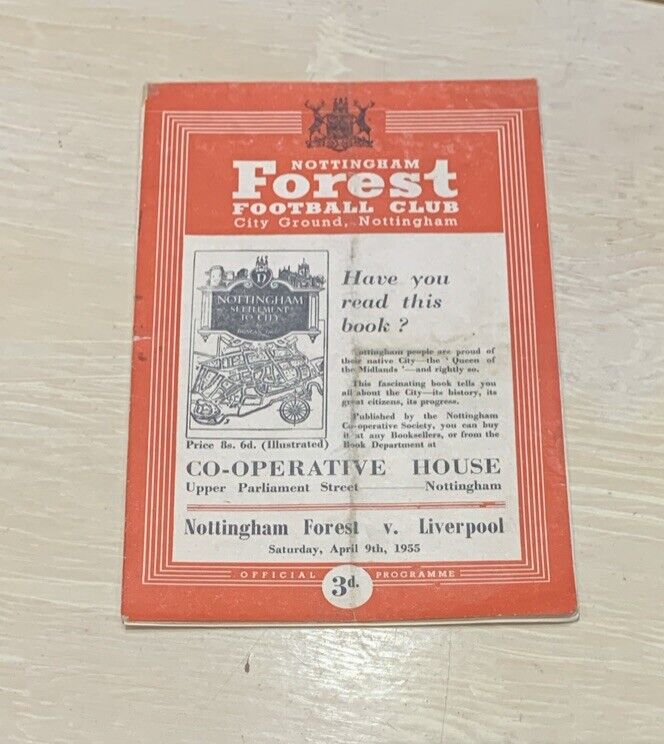 NOTTINGHAM
Forest
FOOTBALL CLUB
City Ground, Nottingham
NOTTINGHAM
SETTLEMENT
TO CITY
Have you
read this
book ?
Nottingham people are proud of
their native City—the ' Queen of
the Midlands '—and rightly so.
This fascinating book tells you
all about the City—its history, its
great citizens, its progress.
Published by the Nottingham
Co-operative Society, you can buy
it at any Booksellers, or from the
Book Department at
Price 8s. 6d. (Illustrated)
CO-OPERATIVE HOUSE
Upper Parliament Street Nottingham
Nottingham Forest v. Liverpool
Saturday, April 9th, 1955
OFFICIAL 3d. PROGRAMME